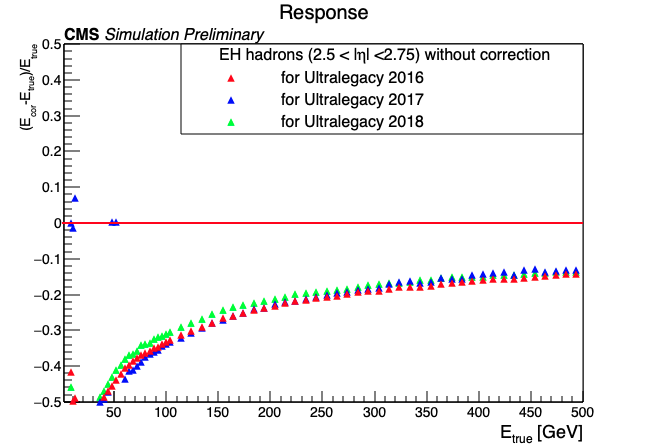 Response
CMS Simulation Preliminary
(E_cor-E_true)/E_true
EH hadrons (2.5 < |η| <2.75) without correction
for Ultralegacy 2016
for Ultralegacy 2017
for Ultralegacy 2018
0.5
0.4
0.3
0.2
0.1
0
−0.1
−0.2
−0.3
−0.4
−0.5
50 100 150 200 250 300 350 400 450 500
E_true [GeV]